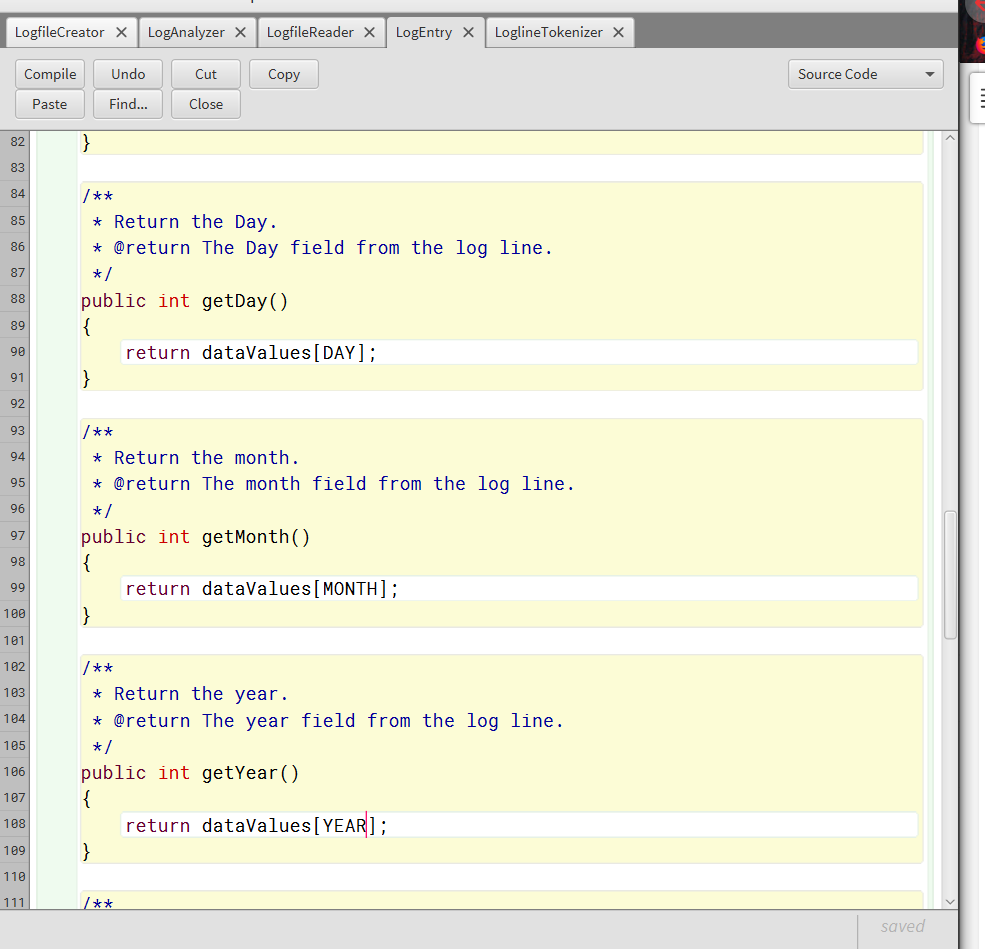 LogfileCreator LogAnalyzer LogfileReader LogEntry LoglineTokenizer
Compile Undo Cut Copy Source Code
Paste Find... Close
82 }
83
84 /**
85 * Return the Day.
86 * @return The Day field from the log line.
87 */
88 public int getDay()
89 {
90 return dataValues[DAY];
91 }
92
93 /**
94 * Return the month.
95 * @return The month field from the log line.
96 */
97 public int getMonth()
98 {
99 return dataValues[MONTH];
100 }
101
102 /**
103 * Return the year.
104 * @return The year field from the log line.
105 */
106 public int getYear()
107 {
108 return dataValues[YEAR];
109 }
110
111 /**
saved